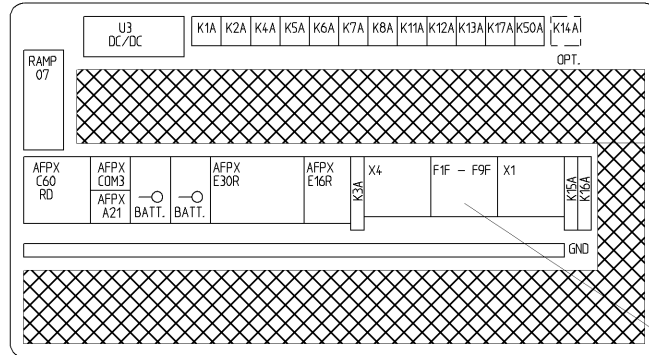 U3
DC/DC
K1A K2A K4A K5A K6A K7A K8A K11A K12A K13A K17A K50A K14A
OPT.
RAMP
07
AFPX
C60
RD
AFPX
COM3
AFPX
A21
BATT.
BATT.
AFPX
E30R
AFPX
E16R
K3A
X4
F1F - F9F
X1
K15A
K16A
GND